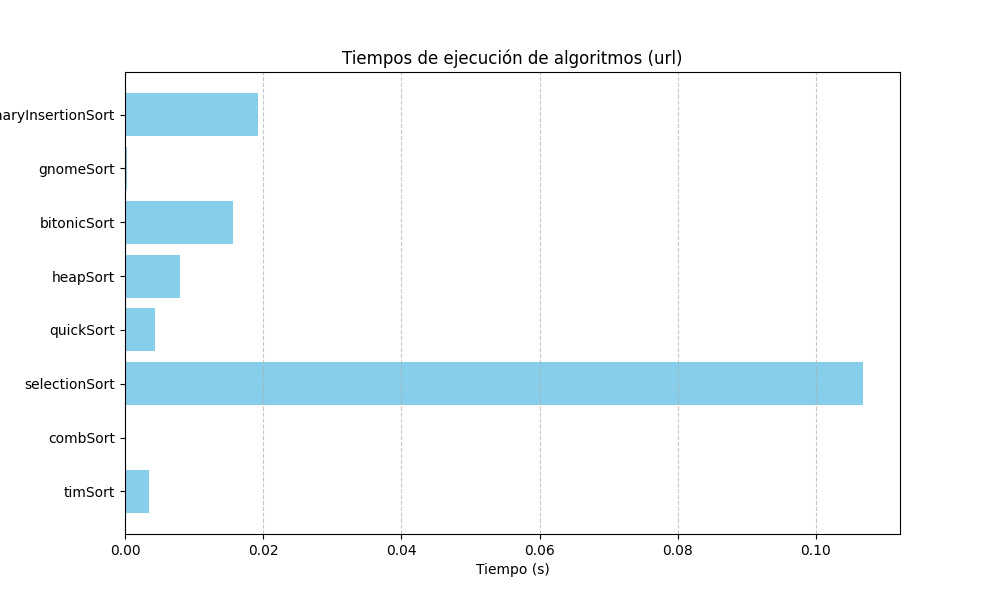 Tiempos de ejecución de algoritmos (url)
naryInsertionSort
gnomeSort
bitonicSort
heapSort
quickSort
selectionSort
combSort
timSort
0.00 0.02 0.04 0.06 0.08 0.10
Tiempo (s)